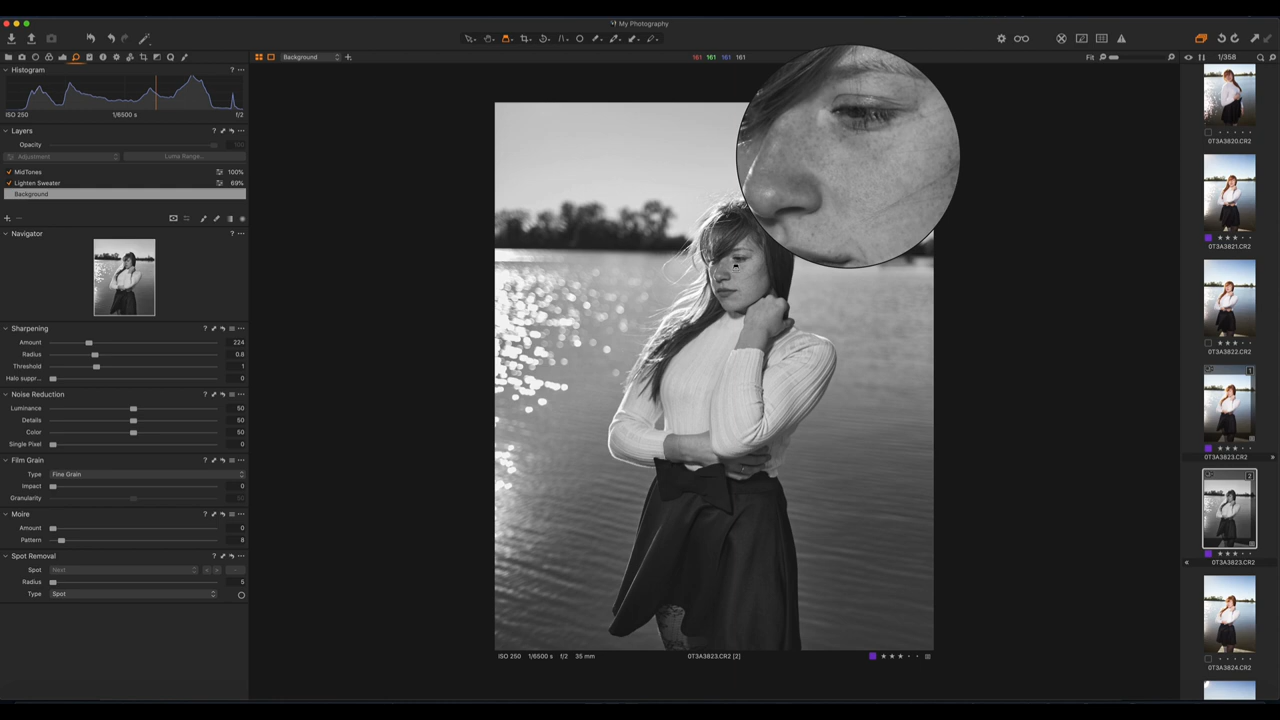 My Photography
Background
161 161 161 161
Fit
1/358
Histogram
ISO 250 1/6500 s f/2
Layers
Opacity 100
Adjustment Luma Range...
MidTones 100%
Lighten Sweater 69%
Background
Navigator
Sharpening
Amount 224
Radius 0.8
Threshold 1
Halo suppr... 0
Noise Reduction
Luminance 50
Details 50
Color 50
Single Pixel 0
Film Grain
Type Fine Grain
Impact 0
Granularity 50
Moire
Amount 0
Pattern 8
Spot Removal
Spot Next
Radius 5
Type Spot
ISO 250 1/6500 s f/2 35 mm 0T3A3823.CR2 [2]
0T3A3820.CR2
0T3A3821.CR2
0T3A3822.CR2
1
0T3A3823.CR2
2
0T3A3823.CR2
0T3A3824.CR2